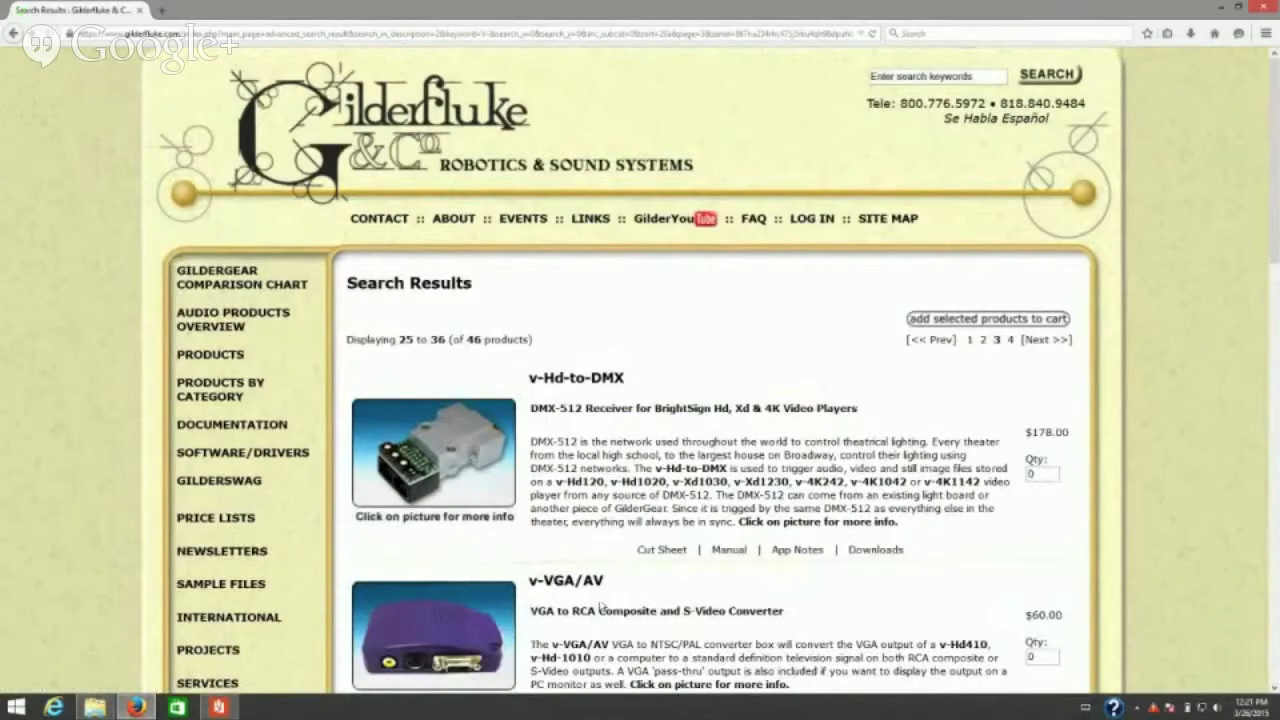 Search Results : Gilderfluke & C...
Google+
Search
Gilderfluke
& Co
ROBOTICS & SOUND SYSTEMS
Enter search keywords
SEARCH
Tele: 800.776.5972 • 818.840.9484
Se Habla Español
CONTACT :: ABOUT :: EVENTS :: LINKS :: GilderYouTube :: FAQ :: LOG IN :: SITE MAP
GILDERGEAR
COMPARISON CHART
AUDIO PRODUCTS
OVERVIEW
PRODUCTS
PRODUCTS BY
CATEGORY
DOCUMENTATION
SOFTWARE/DRIVERS
GILDERSWAG
PRICE LISTS
NEWSLETTERS
SAMPLE FILES
INTERNATIONAL
PROJECTS
SERVICES
Search Results
add selected products to cart
Displaying 25 to 36 (of 46 products)
[<< Prev] 1 2 3 4 [Next >>]
v-Hd-to-DMX
DMX-512 Receiver for BrightSign Hd, Xd & 4K Video Players
DMX-512 is the network used throughout the world to control theatrical lighting. Every theater
from the local high school, to the largest house on Broadway, control their lighting using
DMX-512 networks. The v-Hd-to-DMX is used to trigger audio, video and still image files stored
on a v-Hd120, v-Hd1020, v-Xd1030, v-Xd1230, v-4K242, v-4K1042 or v-4K1142 video
player from any source of DMX-512. The DMX-512 can come from an existing light board or
another piece of GilderGear. Since it is trigged by the same DMX-512 as everything else in the
theater, everything will always be in sync. Click on picture for more info.
$178.00
Qty:
0
Click on picture for more info
Cut Sheet | Manual | App Notes | Downloads
v-VGA/AV
VGA to RCA Composite and S-Video Converter
The v-VGA/AV VGA to NTSC/PAL converter box will convert the VGA output of a v-Hd410,
v-Hd-1010 or a computer to a standard definition television signal on both RCA composite or
S-Video outputs. A VGA 'pass-thru' output is also included if you want to display the output on a
PC monitor as well. Click on picture for more info.
$60.00
Qty:
0
12:21 PM
3/26/2015